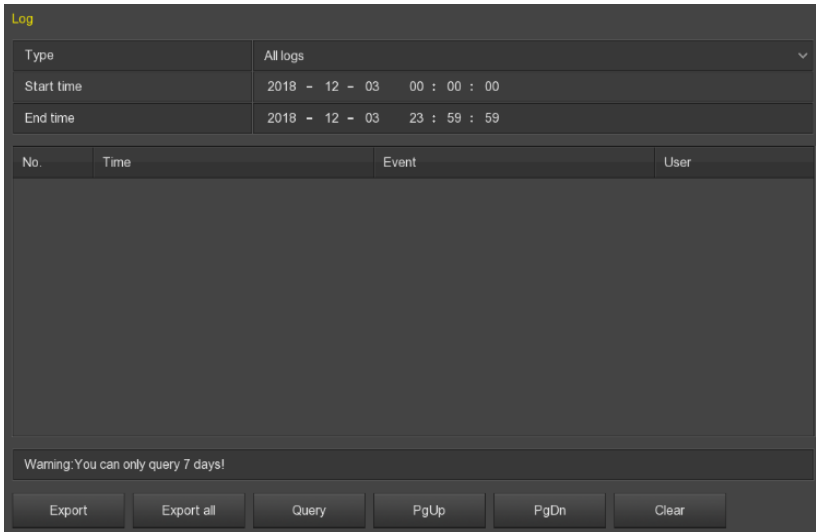 Log
Type All logs
Start time 2018 - 12 - 03 00 : 00 : 00
End time 2018 - 12 - 03 23 : 59 : 59
No. Time Event User
Warning:You can only query 7 days!
Export Export all Query PgUp PgDn Clear